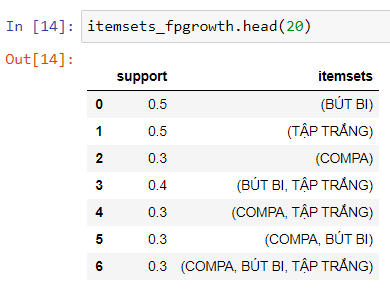 In [14]: itemsets_fpgrowth.head(20)
Out[14]:
support itemsets
0 0.5 (BÚT BI)
1 0.5 (TẬP TRẮNG)
2 0.3 (COMPA)
3 0.4 (BÚT BI, TẬP TRẮNG)
4 0.3 (COMPA, TẬP TRẮNG)
5 0.3 (COMPA, BÚT BI)
6 0.3 (COMPA, BÚT BI, TẬP TRẮNG)